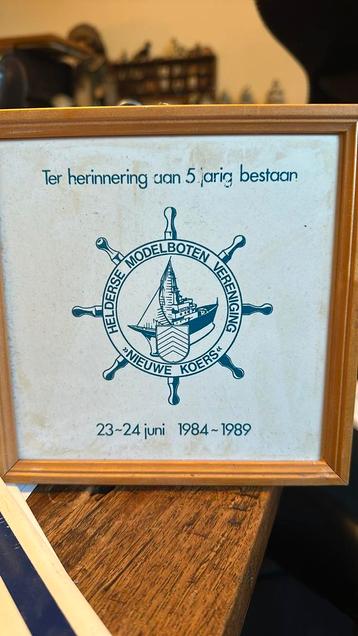 Ter herinnering aan 5 jarig bestaan
HELDERSE MODELBOTEN VERENIGING
»NIEUWE KOERS«
23~24 juni 1984~1989